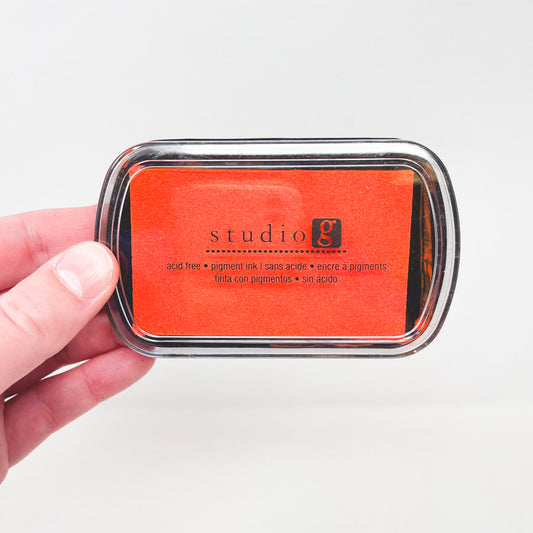 studio g
acid free • pigment ink | sans acide • encre à pigments
tinta con pigmentos • sin ácido